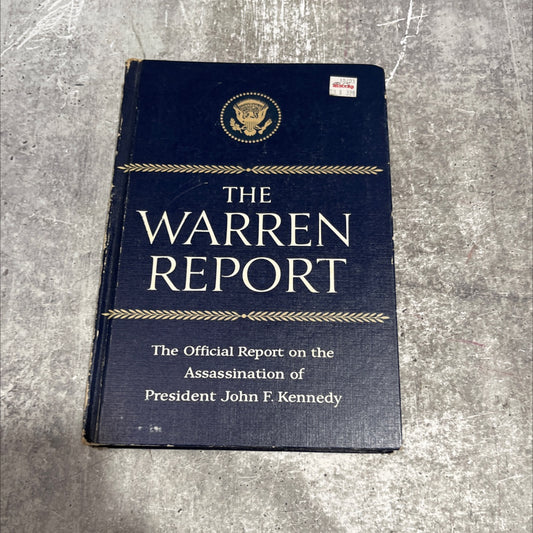 THE
WARREN
REPORT
The Official Report on the
Assassination of
President John F. Kennedy